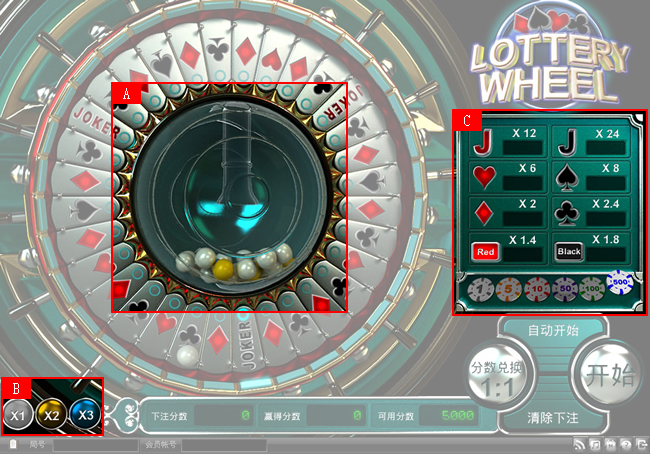 LOTTERY
WHEEL
A
JOKER
JOKER
JOKER
C
J X 12
J X 24
X 6
X 8
X 2
X 2.4
Red X 1.4
Black X 1.8
1 5 10 50 100 500
自动开始
分数兑换
1:1
开始
清除下注
B
X1 X2 X3
下注分数 0
赢得分数 0
可用分数 5000
局号
会员帐号